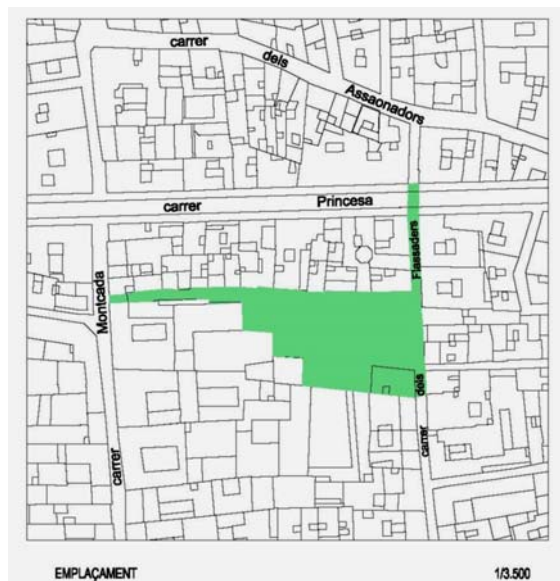 carrer dels Assaonadors
carrer Princesa
carrer dels Flassaders
carrer Montcada
EMPLAÇAMENT 1/3.500